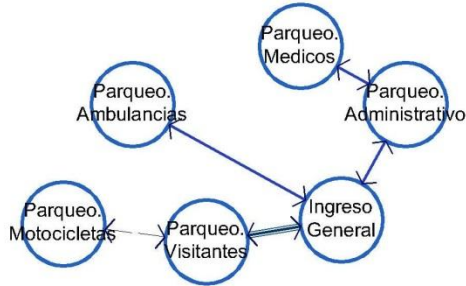 Parqueo.
Medicos
Parqueo.
Ambulancias
Parqueo.
Administrativo
Parqueo.
Motocicletas
Parqueo.
Visitantes
Ingreso
General